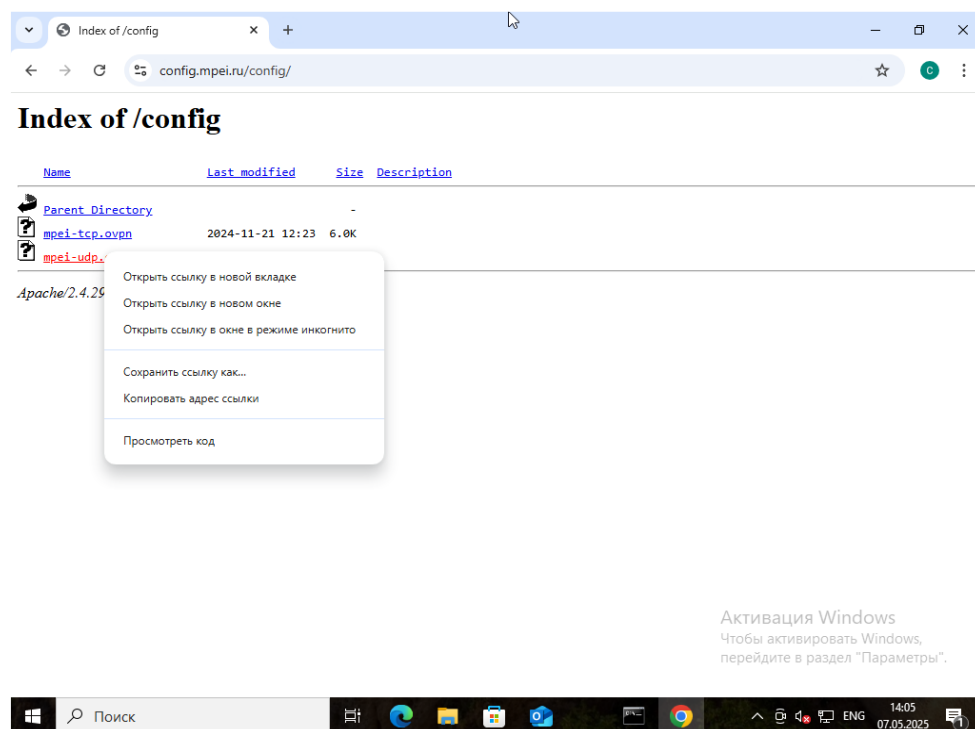 Index of /config
config.mpei.ru/config/
C
Index of /config
Name Last modified Size Description
Parent Directory -
mpei-tcp.ovpn 2024-11-21 12:23 6.0K
mpei-udp.
Apache/2.4.29
Открыть ссылку в новой вкладке
Открыть ссылку в новом окне
Открыть ссылку в окне в режиме инкогнито
Сохранить ссылку как...
Копировать адрес ссылки
Просмотреть код
Активация Windows
Чтобы активировать Windows,
перейдите в раздел "Параметры".
Поиск
ENG
14:05
07.05.2025
1